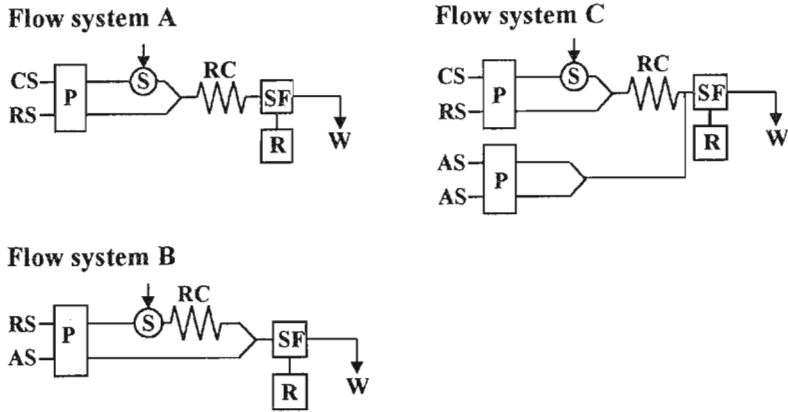 Flow system A
CS
RS
P
S
RC
SF
R
W
Flow system C
CS
RS
P
S
RC
SF
R
W
AS
AS
P
Flow system B
RS
AS
P
S
RC
SF
R
W